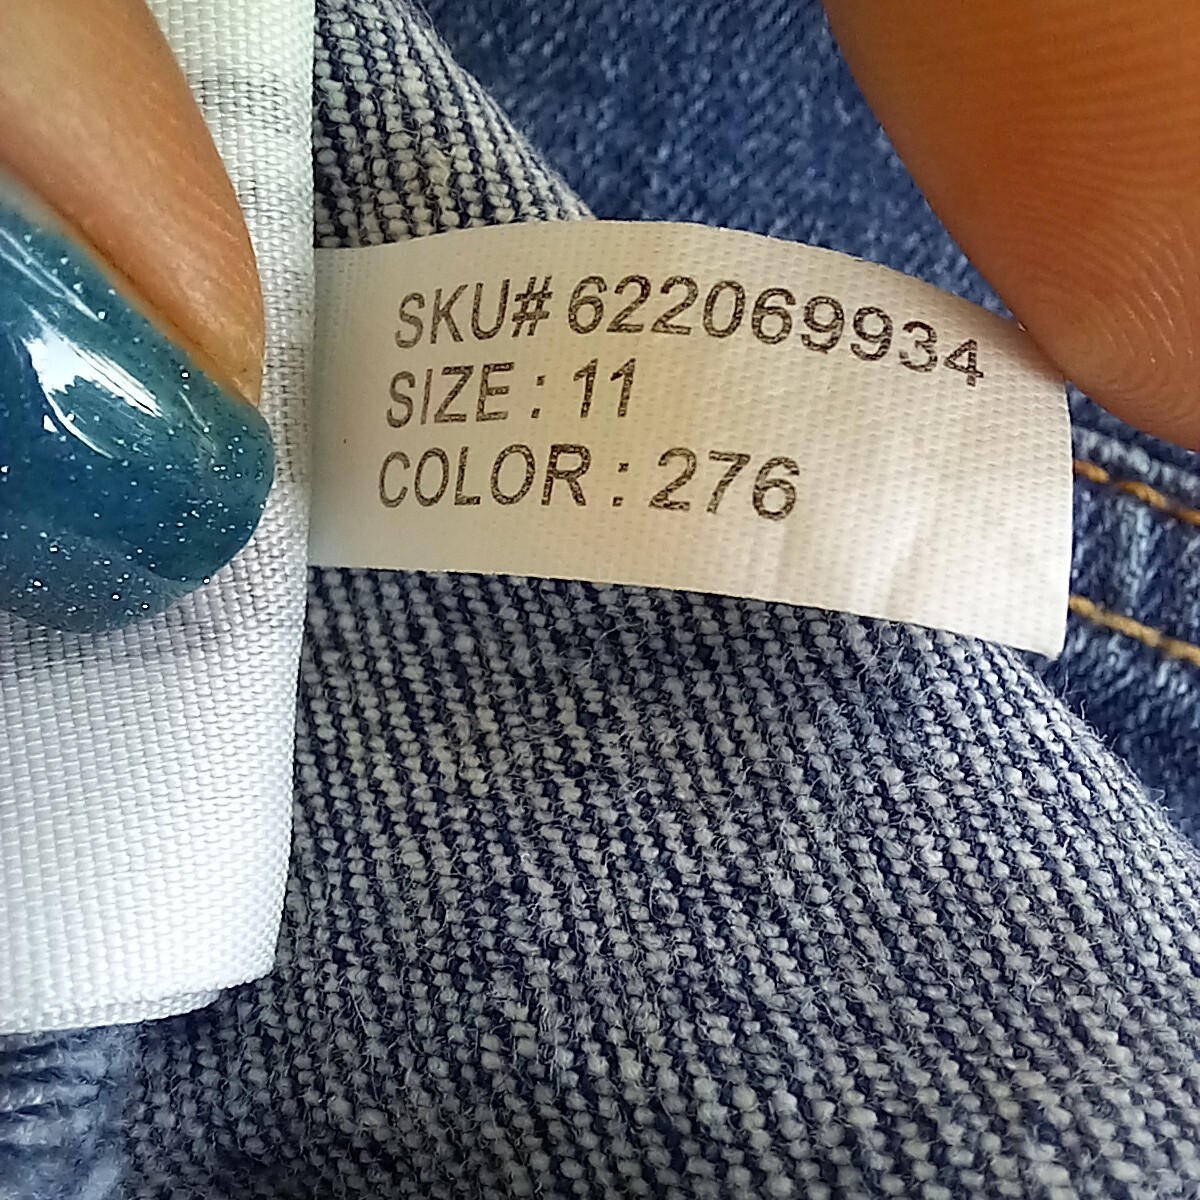 SKU# 622069934
SIZE : 11
COLOR : 276